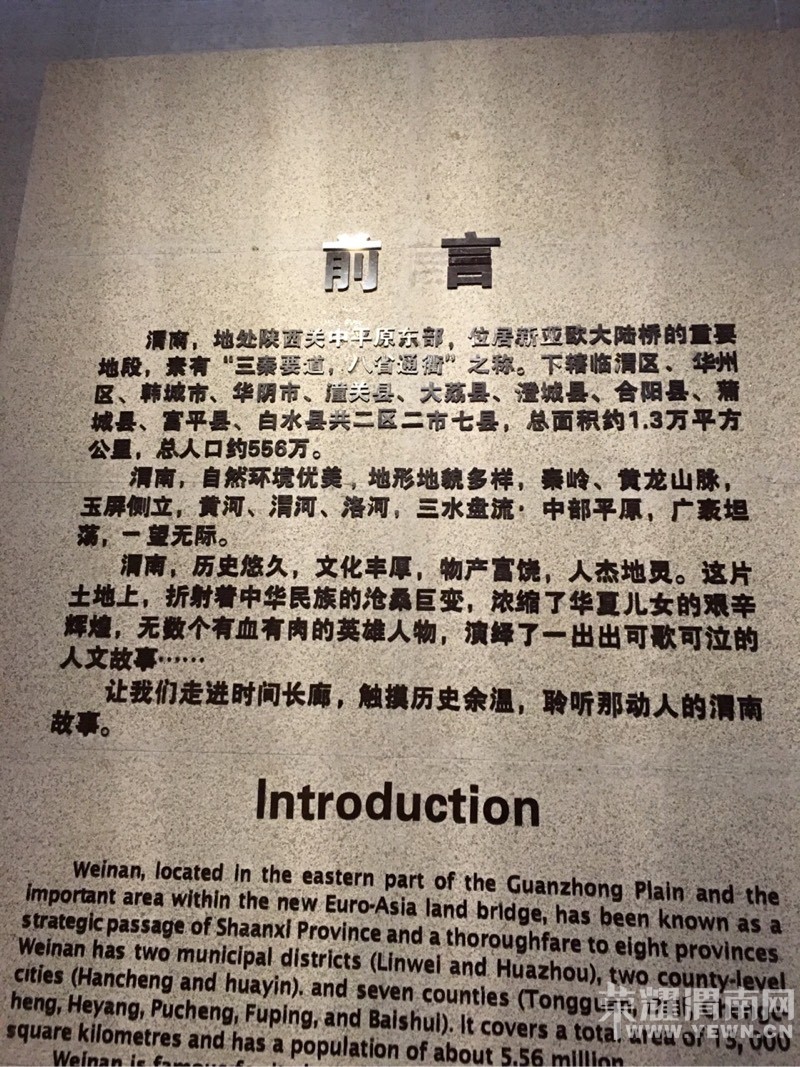 前言
渭南，地处陕西关中平原东部，位居新亚欧大陆桥的重要
地段，素有“三秦要道，八省通衢”之称。下辖临渭区、华州
区、韩城市、华阴市、潼关县、大荔县、澄城县、合阳县、蒲
城县、富平县、白水县共二区二市七县，总面积约1.3万平方
公里，总人口约556万。
渭南，自然环境优美，地形地貌多样，秦岭、黄龙山脉，
玉屏侧立，黄河、渭河、洛河，三水盘流·中部平原，广袤坦
荡，一望无际。
渭南，历史悠久，文化丰厚，物产富饶，人杰地灵。这片
土地上，折射着中华民族的沧桑巨变，浓缩了华夏儿女的艰辛
辉煌，无数个有血有肉的英雄人物，演绎了一出出可歌可泣的
人文故事……
让我们走进时间长廊，触摸历史余温，聆听那动人的渭南
故事。
Introduction
Weinan, located in the eastern part of the Guanzhong Plain and the
important area within the new Euro-Asia land bridge, has been known as a
strategic passage of Shaanxi Province and a thoroughfare to eight provinces
Weinan has two municipal districts (Linwei and Huazhou), two county-level
cities (Hancheng and huayin). and seven counties (Tongguan,
heng, Heyang, Pucheng, Fuping, and Baishui). It covers a total area of 13,000
square kilometres and has a population of about 5.56 million
Weinan is famous for its
荣耀渭南网
WWW.YEWN.CN